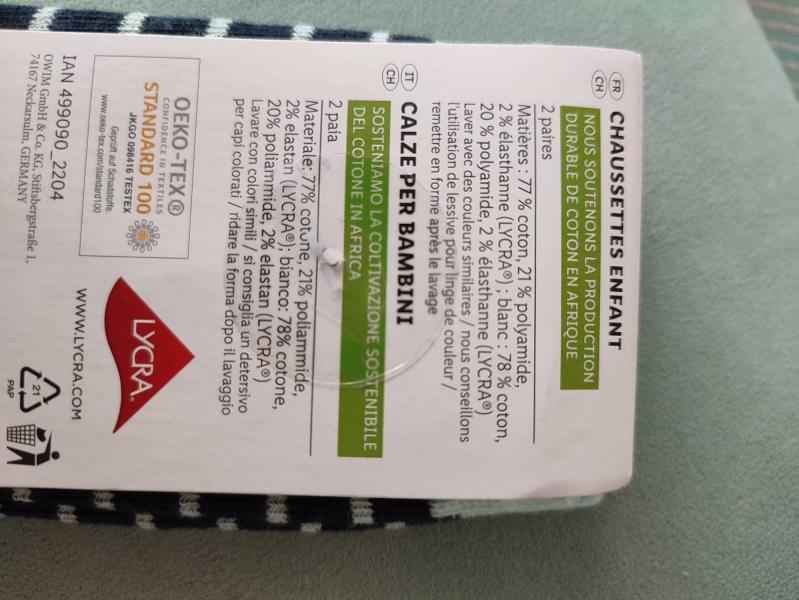 FR
CH
CHAUSSETTES ENFANT
NOUS SOUTENONS LA PRODUCTION
DURABLE DE COTON EN AFRIQUE
2 paires
Matières : 77 % coton, 21 % polyamide,
2 % élasthanne (LYCRA®) ; blanc : 78 % coton,
20 % polyamide, 2 % élasthanne (LYCRA®)
Laver avec des couleurs similaires / nous conseillons
l'utilisation de lessive pour linge de couleur /
remettre en forme après le lavage
IT
CH
CALZE PER BAMBINI
SOSTENIAMO LA COLTIVAZIONE SOSTENIBILE
DEL COTONE IN AFRICA
2 paia
Materiale: 77% cotone, 21% poliammide,
2% elastan (LYCRA®); bianco: 78% cotone,
20% poliammide, 2% elastan (LYCRA®)
Lavare con colori simili / si consiglia un detersivo
per capi colorati / ridare la forma dopo il lavaggio
OEKO-TEX®
CONFIDENCE IN TEXTILES
STANDARD 100
JKGO 098416 TESTEX
Geprüft auf Schadstoffe.
www.oeko-tex.com/standard100
LYCRA®
WWW.LYCRA.COM
IAN 499090_2204
OWIM GmbH & Co. KG, Stiftsbergstraße 1,
74167 Neckarsulm, GERMANY
21
PAP